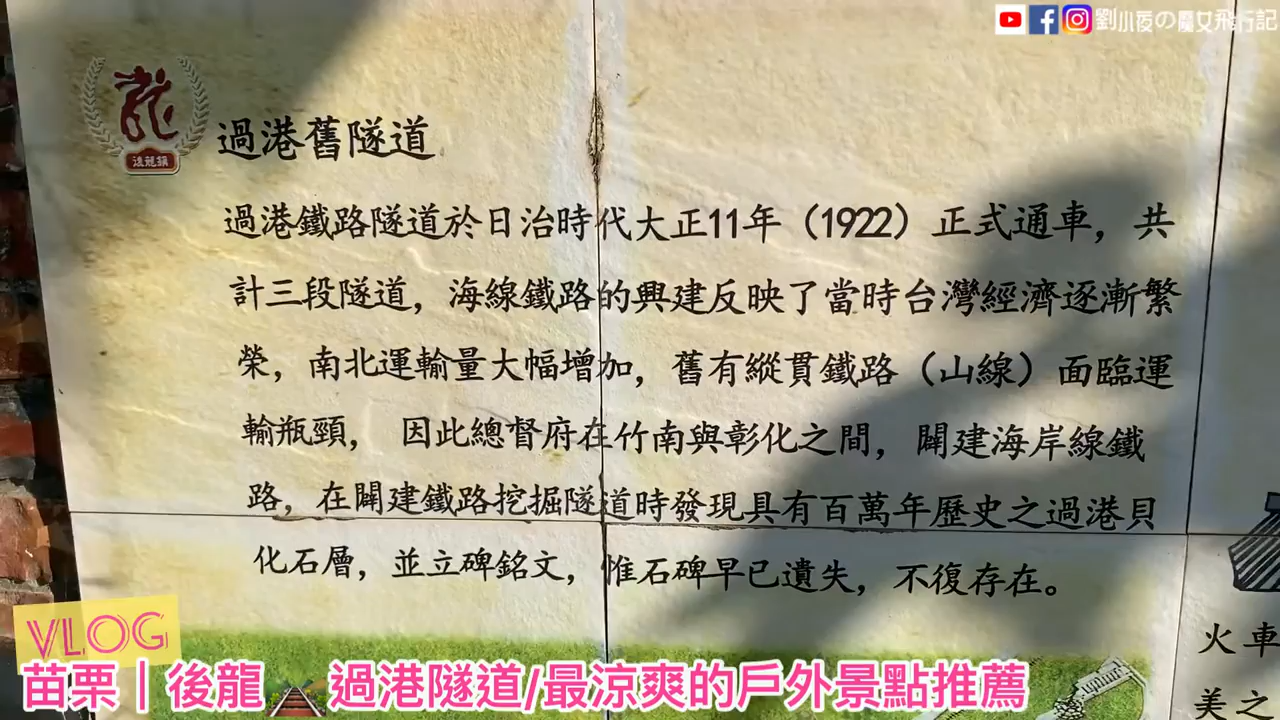 劉小夜の魔女飛行記
後龍鎮
過港舊隧道
過港鐵路隧道於日治時代大正11年（1922）正式通車，共
計三段隧道，海線鐵路的興建反映了當時台灣經濟逐漸繁
榮，南北運輸量大幅增加，舊有縱貫鐵路（山線）面臨運
輸瓶頸，因此總督府在竹南與彰化之間，闢建海岸線鐵
路，在闢建鐵路挖掘隧道時發現具有百萬年歷史之過港貝
化石層，並立碑銘文，惟石碑早已遺失，不復存在。
火車
美之
VLOG
苗栗｜後龍🛤️過港隧道/最涼爽的戶外景點推薦